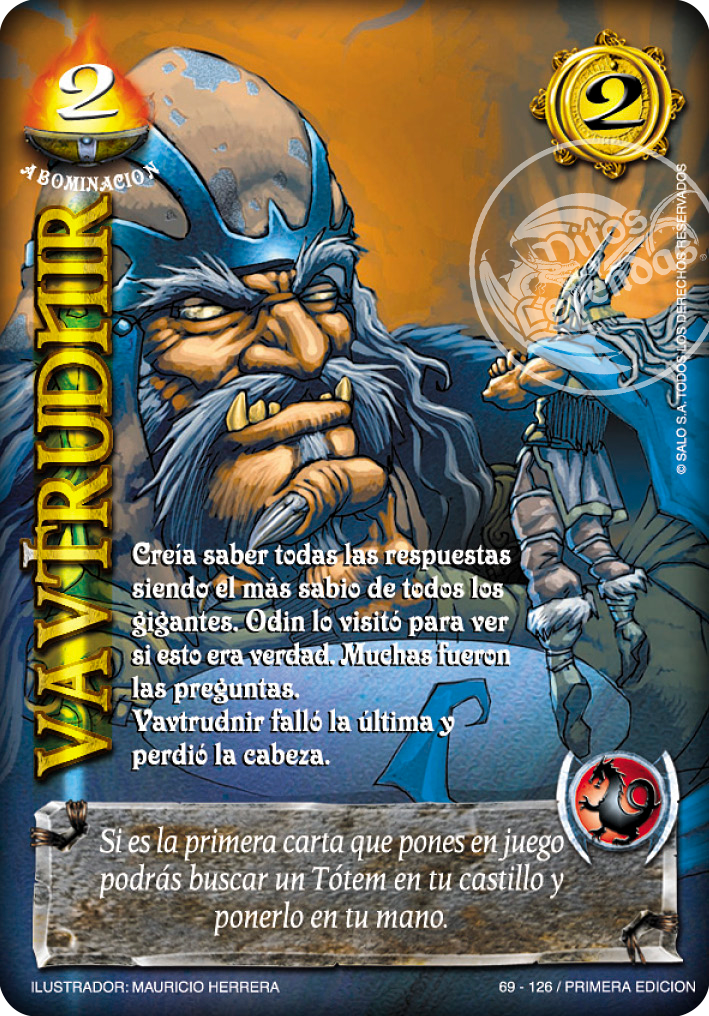 2
2
ABOMINACION
VAVTRUDNIR
Mitos
Leyendas
© SALO S.A. TODOS LOS DERECHOS RESERVADOS
Creía saber todas las respuestas
siendo el más sabio de todos los
gigantes. Odin lo visitó para ver
si esto era verdad. Muchas fueron
las preguntas.
Vavtrudnir falló la última y
perdió la cabeza.
Si es la primera carta que pones en juego
podrás buscar un Tótem en tu castillo y
ponerlo en tu mano.
ILUSTRADOR: MAURICIO HERRERA
69 - 126 / PRIMERA EDICION